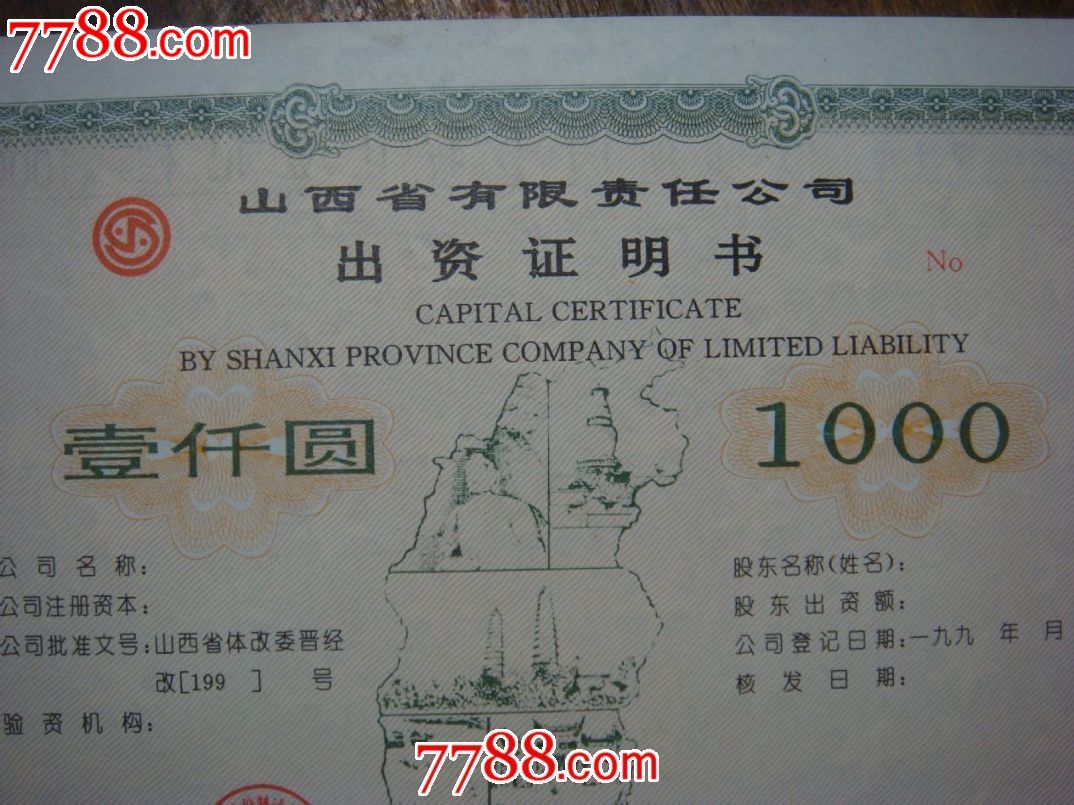 7788.com
山西省有限责任公司
出资证明书
No
CAPITAL CERTIFICATE
BY SHANXI PROVINCE COMPANY OF LIMITED LIABILITY
壹仟圆
1000
公司名称：
公司注册资本：
公司批准文号：山西省体改委晋经
改[199 ] 号
验资机构：
股东名称(姓名)：
股东出资额：
公司登记日期：一九九 年 月
核发日期：
7788.com